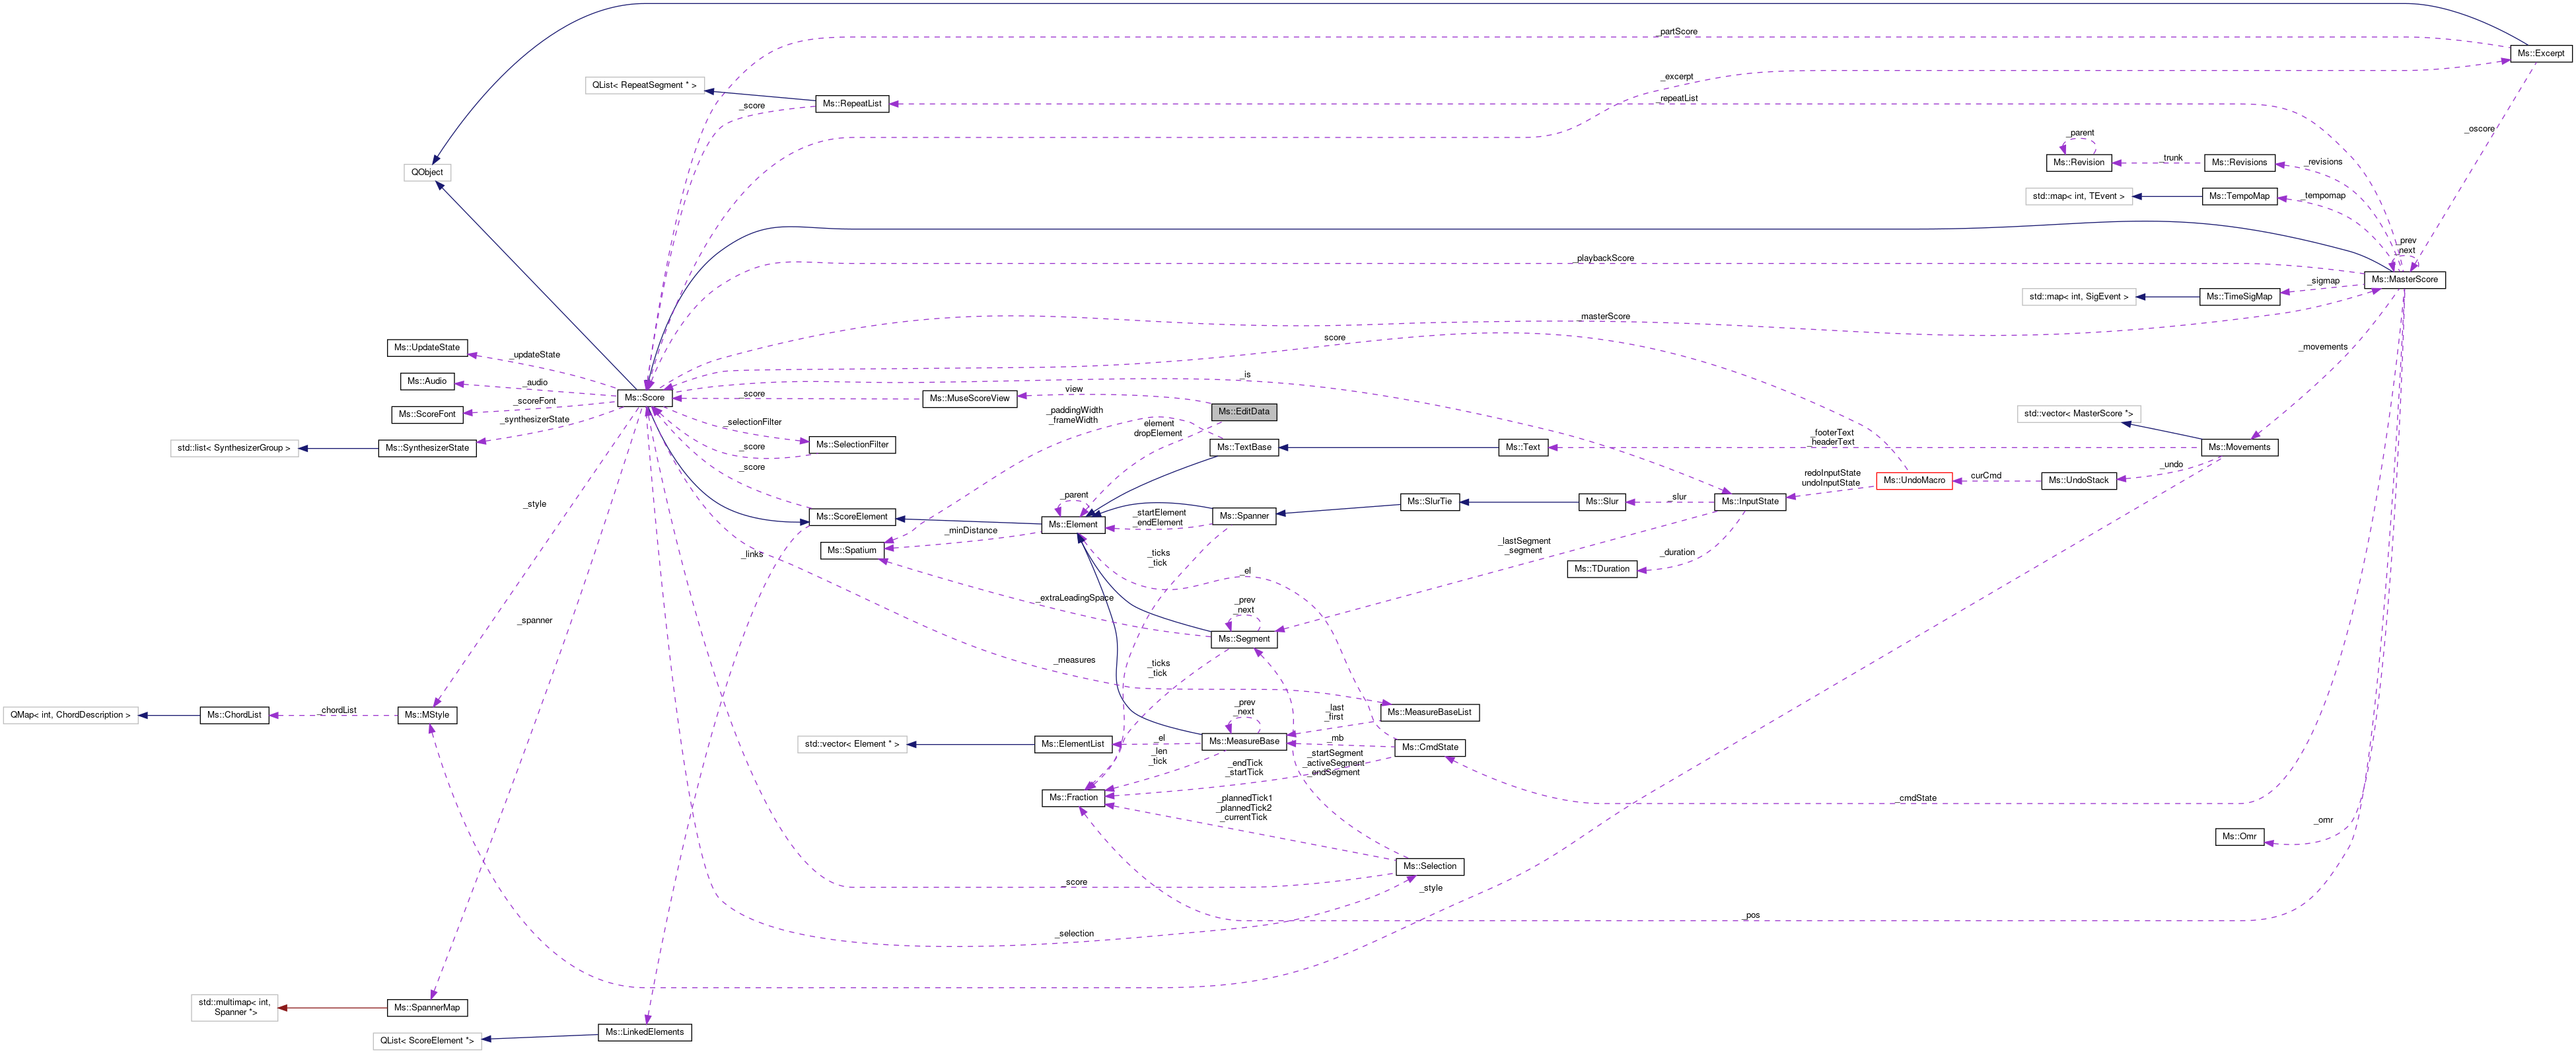 _partScore
Ms::Excerpt
_excerpt
QList< RepeatSegment * >
_repeatList
Ms::RepeatList
_score
_oscore
_parent
Ms::Revision
_trunk
Ms::Revisions
_revisions
QObject
std::map< int, TEvent >
Ms::TempoMap
_tempomap
_prev
_next
_playbackScore
Ms::MasterScore
_sigmap
std::map< int, SigEvent >
Ms::TimeSigMap
_masterScore
score
Ms::UpdateState
_updateState
_movements
_is
Ms::Audio
_audio
Ms::Score
Ms::ScoreFont
_scoreFont
_score
Ms::MuseScoreView
view
_paddingWidth
_frameWidth
Ms::EditData
element
dropElement
std::vector< MasterScore *>
_synthesizerState
_selectionFilter
std::list< SynthesizerGroup >
Ms::SynthesizerState
Ms::SelectionFilter
_score
Ms::TextBase
Ms::Text
_footerText
_headerText
Ms::Movements
_score
_undo
redoInputState
undoInputState
Ms::UndoMacro
curCmd
Ms::UndoStack
_style
_parent
Ms::ScoreElement
Ms::Element
_startElement
_endElement
Ms::Spanner
Ms::SlurTie
Ms::Slur
_slur
Ms::InputState
_minDistance
Ms::Spatium
_links
_ticks
_tick
_lastSegment
_segment
_duration
Ms::TDuration
_el
_extraLeadingSpace
_prev
_next
Ms::Segment
_spanner
_measures
_ticks
_tick
QMap< int, ChordDescription >
Ms::ChordList
_chordList
Ms::MStyle
_prev
_next
_last
_first
Ms::MeasureBaseList
std::vector< Element * >
Ms::ElementList
_el
Ms::MeasureBase
_mb
Ms::CmdState
_len
_tick
_endTick
_startTick
_startSegment
_activeSegment
_endSegment
Ms::Fraction
_plannedTick1
_plannedTick2
_currentTick
_cmdState
_omr
Ms::Omr
Ms::Selection
_score
_style
_pos
_selection
std::multimap< int,
Spanner *>
Ms::SpannerMap
QList< ScoreElement *>
Ms::LinkedElements